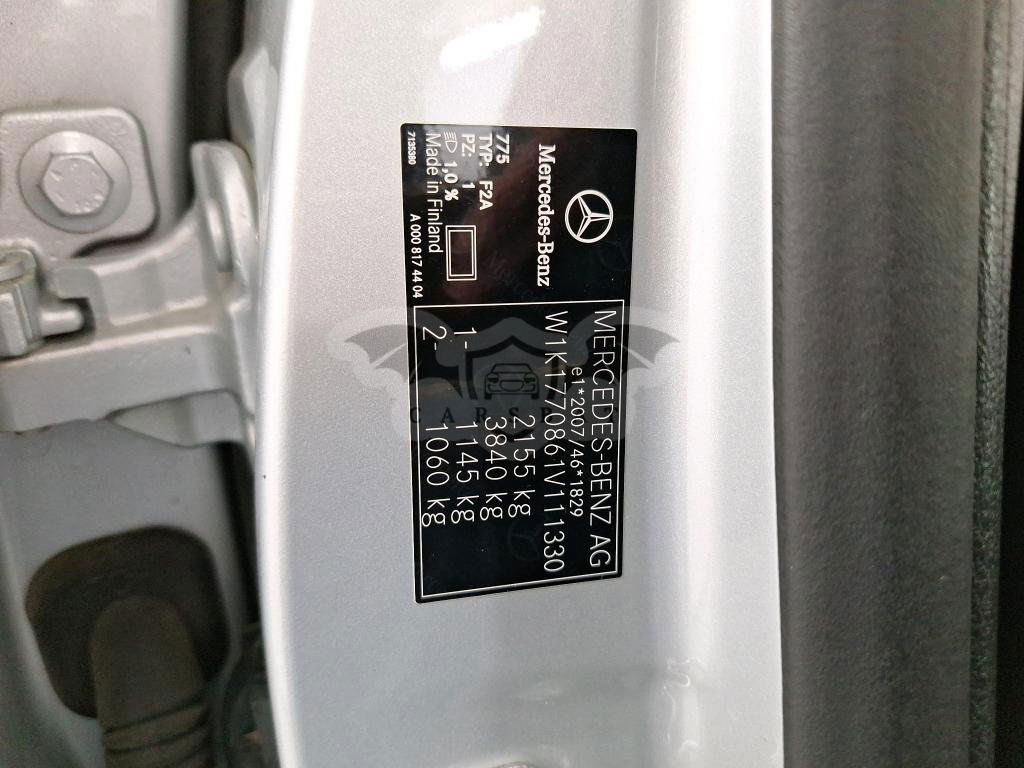 Mercedes-Benz
775
TYP: F2A
PZ: 1
1,0 %
Made in Finland
7135380
A 000 817 44 04
MERCEDES-BENZ AG
e1*2007/46*1829
W1K1770861V111330
2155 kg
3840 kg
1- 1145 kg
2- 1060 kg